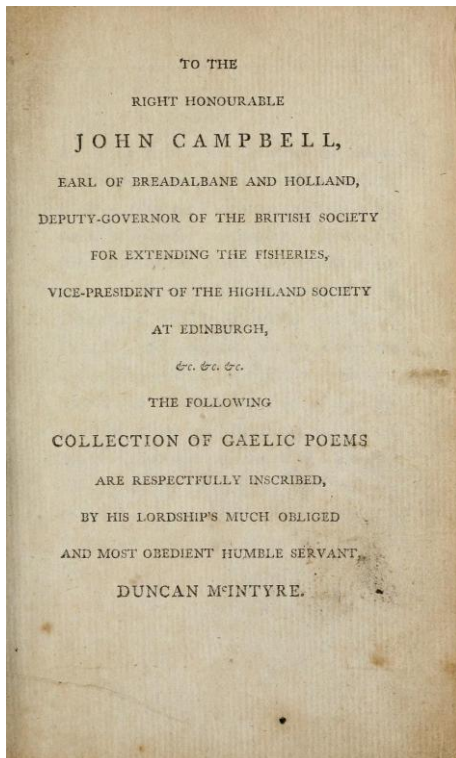 TO THE
RIGHT HONOURABLE
JOHN CAMPBELL,
EARL OF BREADALBANE AND HOLLAND,
DEPUTY-GOVERNOR OF THE BRITISH SOCIETY
FOR EXTENDING THE FISHERIES,
VICE-PRESIDENT OF THE HIGHLAND SOCIETY
AT EDINBURGH,
&c. &c. &c.
THE FOLLOWING
COLLECTION OF GAELIC POEMS
ARE RESPECTFULLY INSCRIBED,
BY HIS LORDSHIP'S MUCH OBLIGED
AND MOST OBEDIENT HUMBLE SERVANT,
DUNCAN McINTYRE.